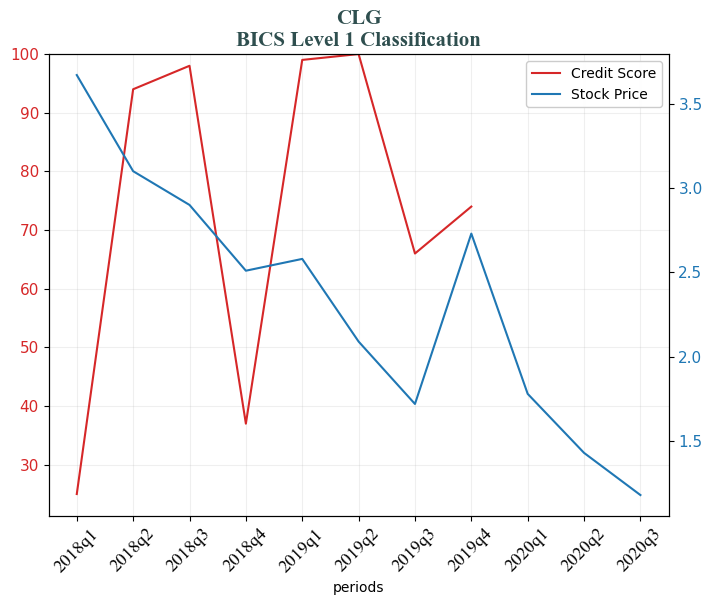 CLG
BICS Level 1 Classification
Credit Score
Stock Price
100
90
80
70
60
50
40
30
3.5
3.0
2.5
2.0
1.5
2018q1
2018q2
2018q3
2018q4
2019q1
2019q2
2019q3
2019q4
2020q1
2020q2
2020q3
periods